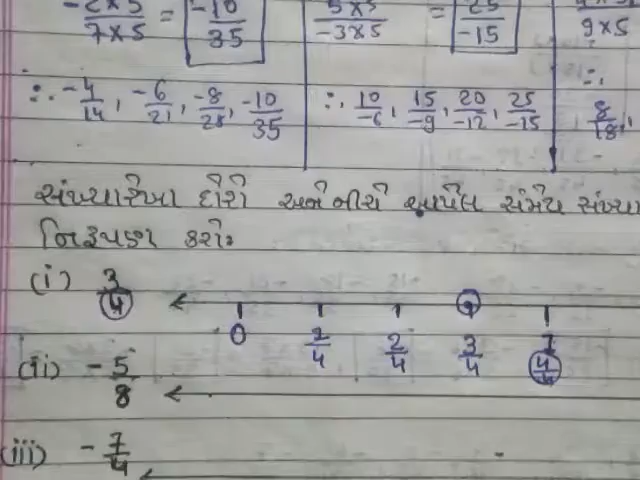 -2×5/7×5 = -10/35 5×5/-3×5 = 25/-15 9×5
∴ -4/14, -6/21, -8/28, -10/35 ∴ 10/-6, 15/-9, 20/-12, 25/-15 ∴ 8/18,
સંખ્યારેખા દોરો અને નીચે આપેલ સંમેય સંખ્યા
નિરૂપણ કરો:
(i) 3/4
0 1/4 2/4 3/4 1 4/4
(ii) -5/8
(iii) -7/4